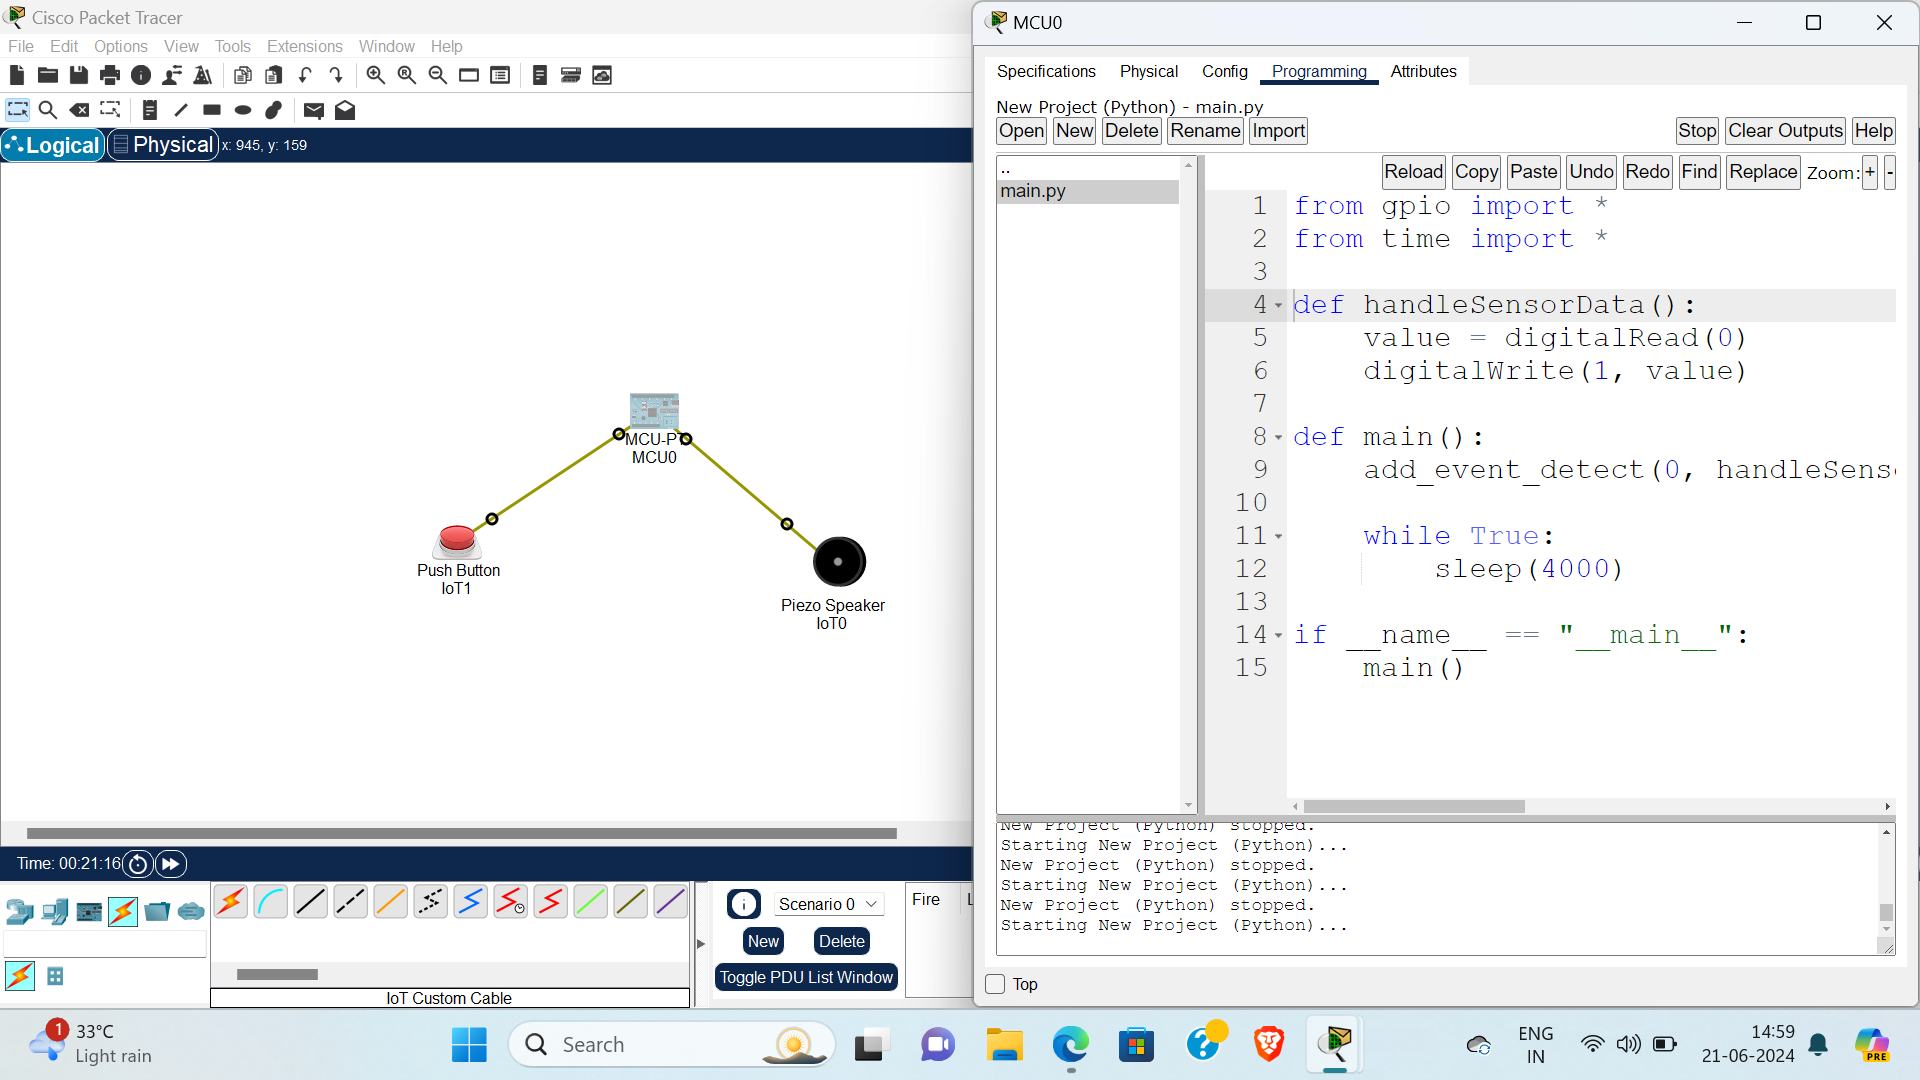 Cisco Packet Tracer
File Edit Options View Tools Extensions Window Help
Logical Physical x: 945, y: 159
MCU-PT
MCU0
Push Button
IoT1
Piezo Speaker
IoT0
Time: 00:21:16
Scenario 0
Fire
New Delete
Toggle PDU List Window
IoT Custom Cable
MCU0
Specifications Physical Config Programming Attributes
New Project (Python) - main.py
Open New Delete Rename Import Stop Clear Outputs Help
..
main.py
Reload Copy Paste Undo Redo Find Replace Zoom: + -
1 from gpio import *
2 from time import *
3
4 def handleSensorData():
5 value = digitalRead(0)
6 digitalWrite(1, value)
7
8 def main():
9 add_event_detect(0, handleSens
10
11 while True:
12 sleep(4000)
13
14 if __name__ == "__main__":
15 main()
New Project (Python) stopped.
Starting New Project (Python)...
New Project (Python) stopped.
Starting New Project (Python)...
New Project (Python) stopped.
Starting New Project (Python)...
Top
1
33°C
Light rain
Search
ENG
IN
14:59
21-06-2024
PRE